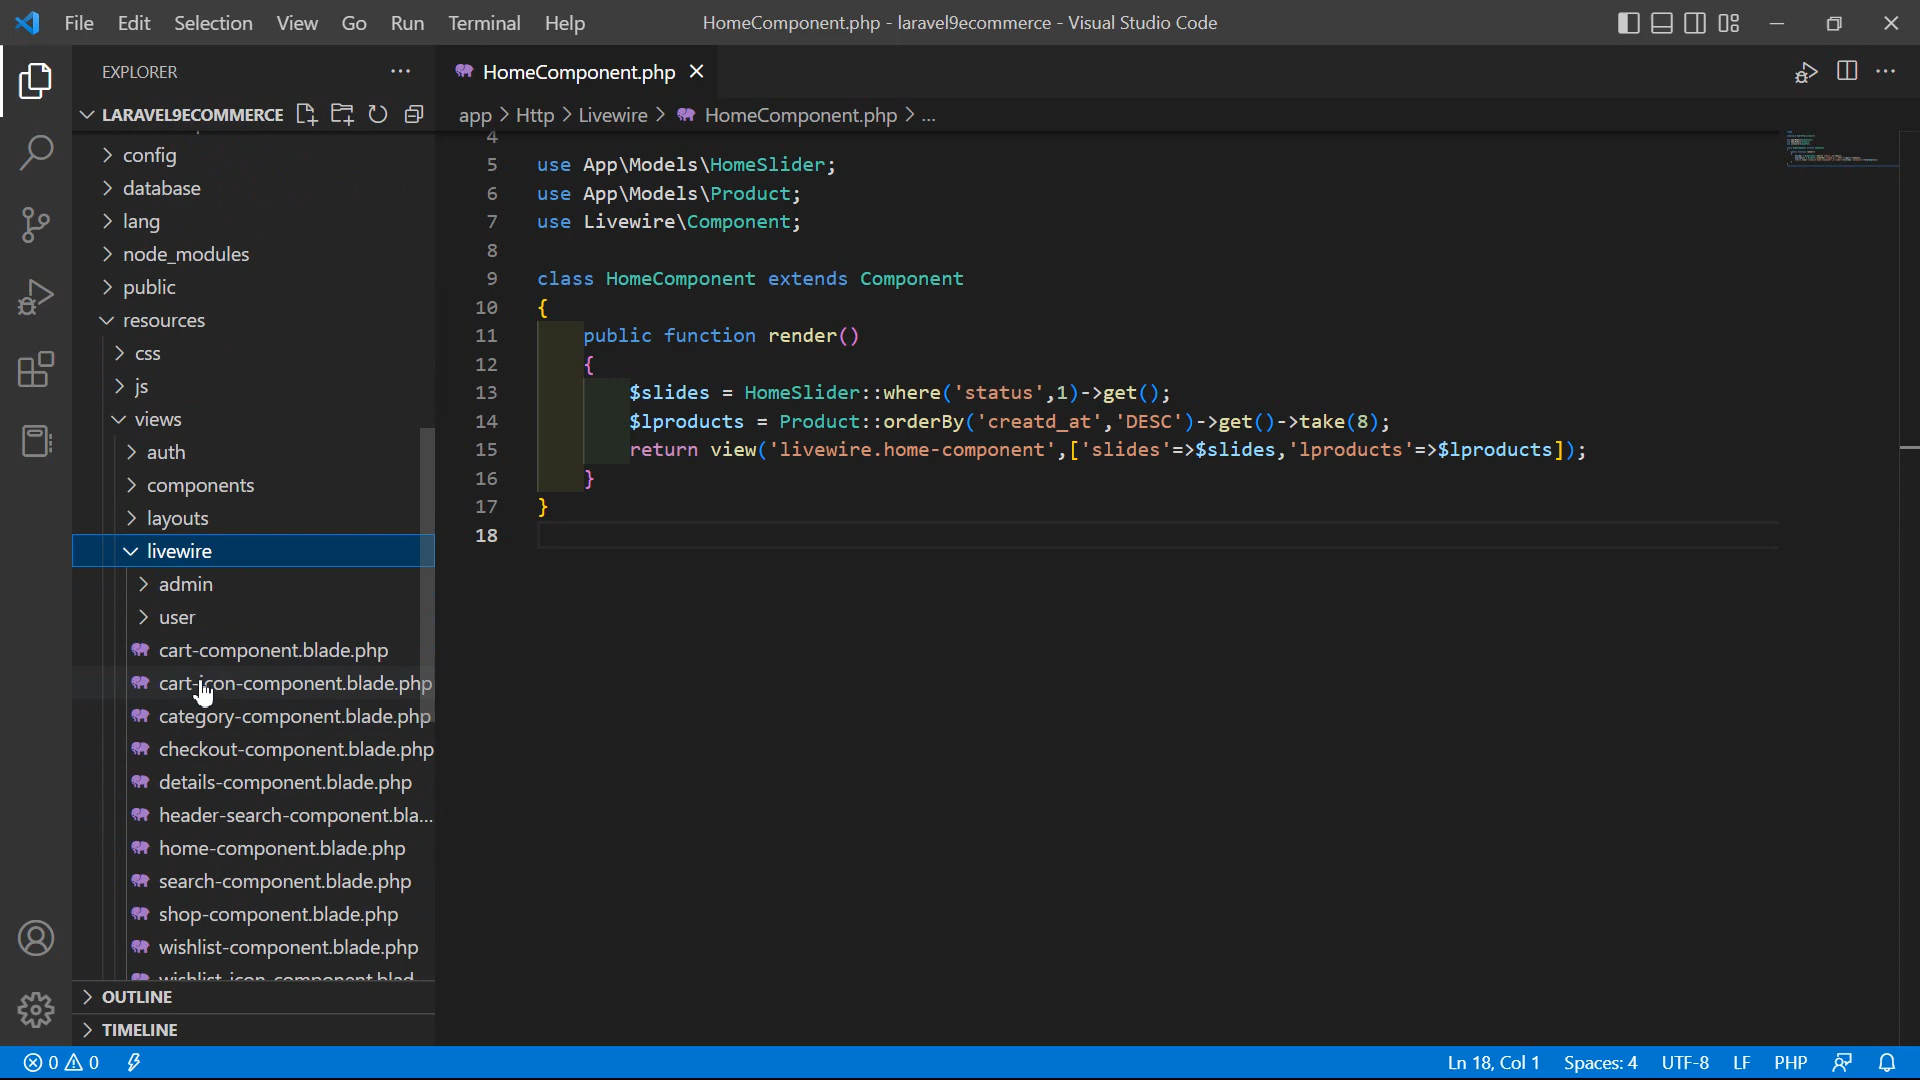 File Edit Selection View Go Run Terminal Help
HomeComponent.php - laravel9ecommerce - Visual Studio Code
EXPLORER
LARAVEL9ECOMMERCE
config
database
lang
node_modules
public
resources
css
js
views
auth
components
layouts
livewire
admin
user
cart-component.blade.php
cart-icon-component.blade.php
category-component.blade.php
checkout-component.blade.php
details-component.blade.php
header-search-component.bla...
home-component.blade.php
search-component.blade.php
shop-component.blade.php
wishlist-component.blade.php
wishlist-icon-component.blad...
OUTLINE
TIMELINE
HomeComponent.php
app > Http > Livewire > HomeComponent.php > ...
4
5 use App\Models\HomeSlider;
6 use App\Models\Product;
7 use Livewire\Component;
8
9 class HomeComponent extends Component
10 {
11 public function render()
12 {
13 $slides = HomeSlider::where('status',1)->get();
14 $lproducts = Product::orderBy('creatd_at','DESC')->get()->take(8);
15 return view('livewire.home-component',['slides'=>$slides,'lproducts'=>$lproducts]);
16 }
17 }
18
0 0
Ln 18, Col 1 Spaces: 4 UTF-8 LF PHP